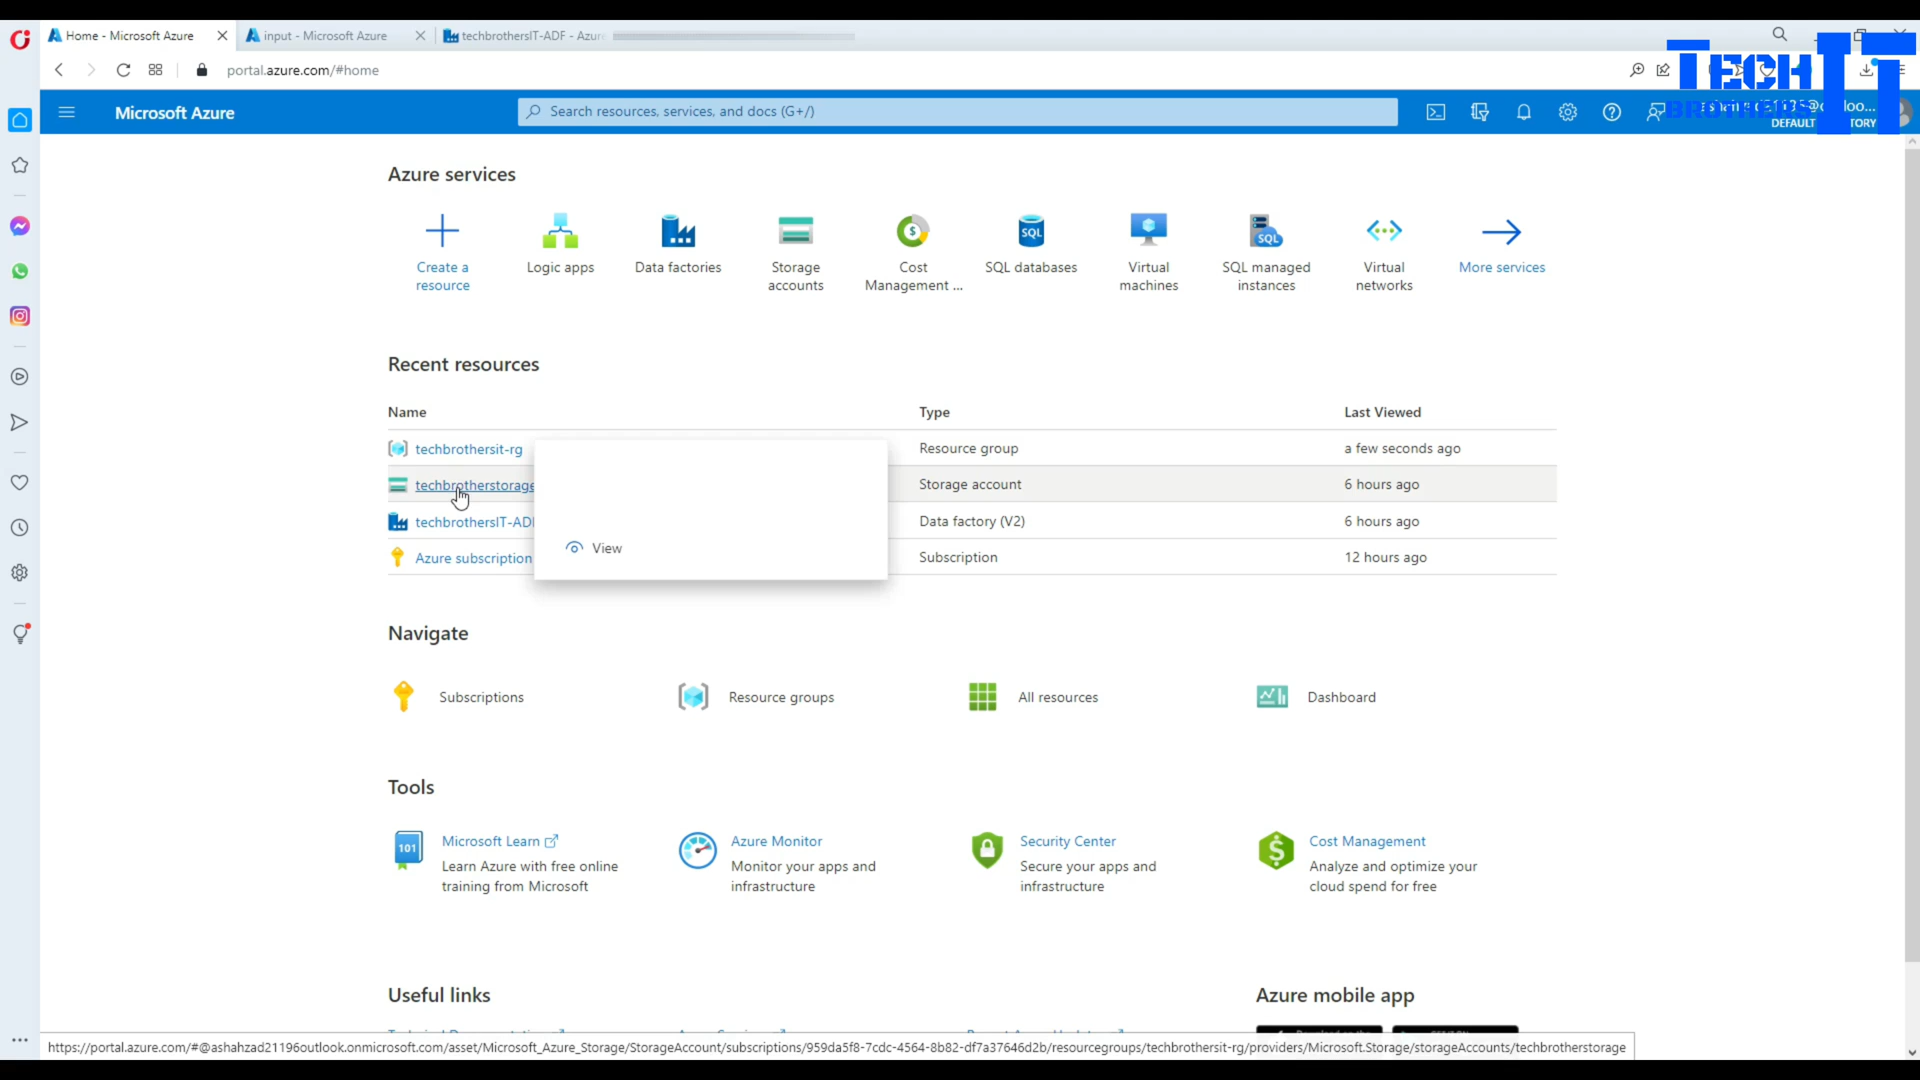 Home - Microsoft Azure
input - Microsoft Azure
techbrothersIT-ADF - Azure
portal.azure.com/#home
TECH IT
BROTHERS
Microsoft Azure
Search resources, services, and docs (G+/)
DEFAULT
Azure services
Create a resource
Logic apps
Data factories
Storage accounts
Cost Management ...
SQL databases
Virtual machines
SQL managed instances
Virtual networks
More services
Recent resources
Name Type Last Viewed
techbrothersit-rg Resource group a few seconds ago
techbrotherstorage Storage account 6 hours ago
techbrothersIT-ADF Data factory (V2) 6 hours ago
View
Azure subscription Subscription 12 hours ago
Navigate
Subscriptions Resource groups All resources Dashboard
Tools
101
Microsoft Learn
Learn Azure with free online
training from Microsoft
Azure Monitor
Monitor your apps and
infrastructure
Security Center
Secure your apps and
infrastructure
Cost Management
Analyze and optimize your
cloud spend for free
Useful links
Azure mobile app
https://portal.azure.com/#@ashahzad21196outlook.onmicrosoft.com/asset/Microsoft_Azure_Storage/StorageAccount/subscriptions/959da5f8-7cdc-4564-8b82-df7a37646d2b/resourcegroups/techbrothersit-rg/providers/Microsoft.Storage/storageAccounts/techbrotherstorage